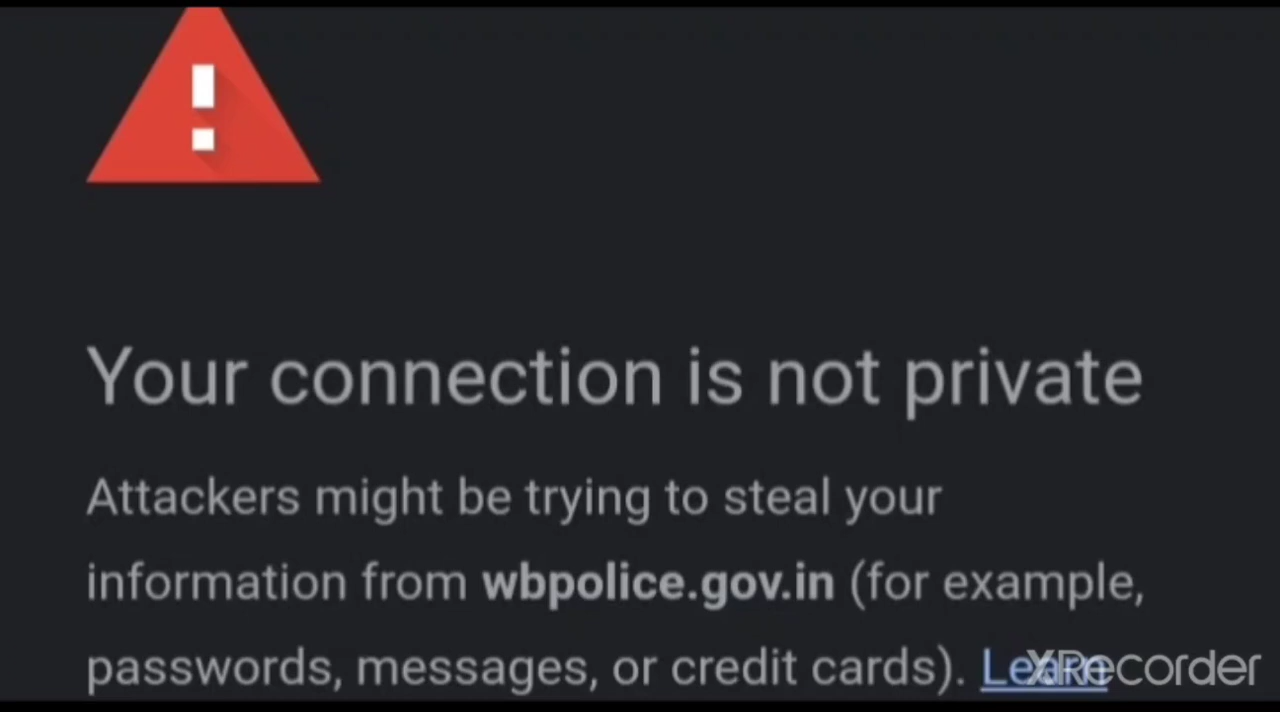 Your connection is not private
Attackers might be trying to steal your
information from wbpolice.gov.in (for example,
passwords, messages, or credit cards). Learn
XRecorder